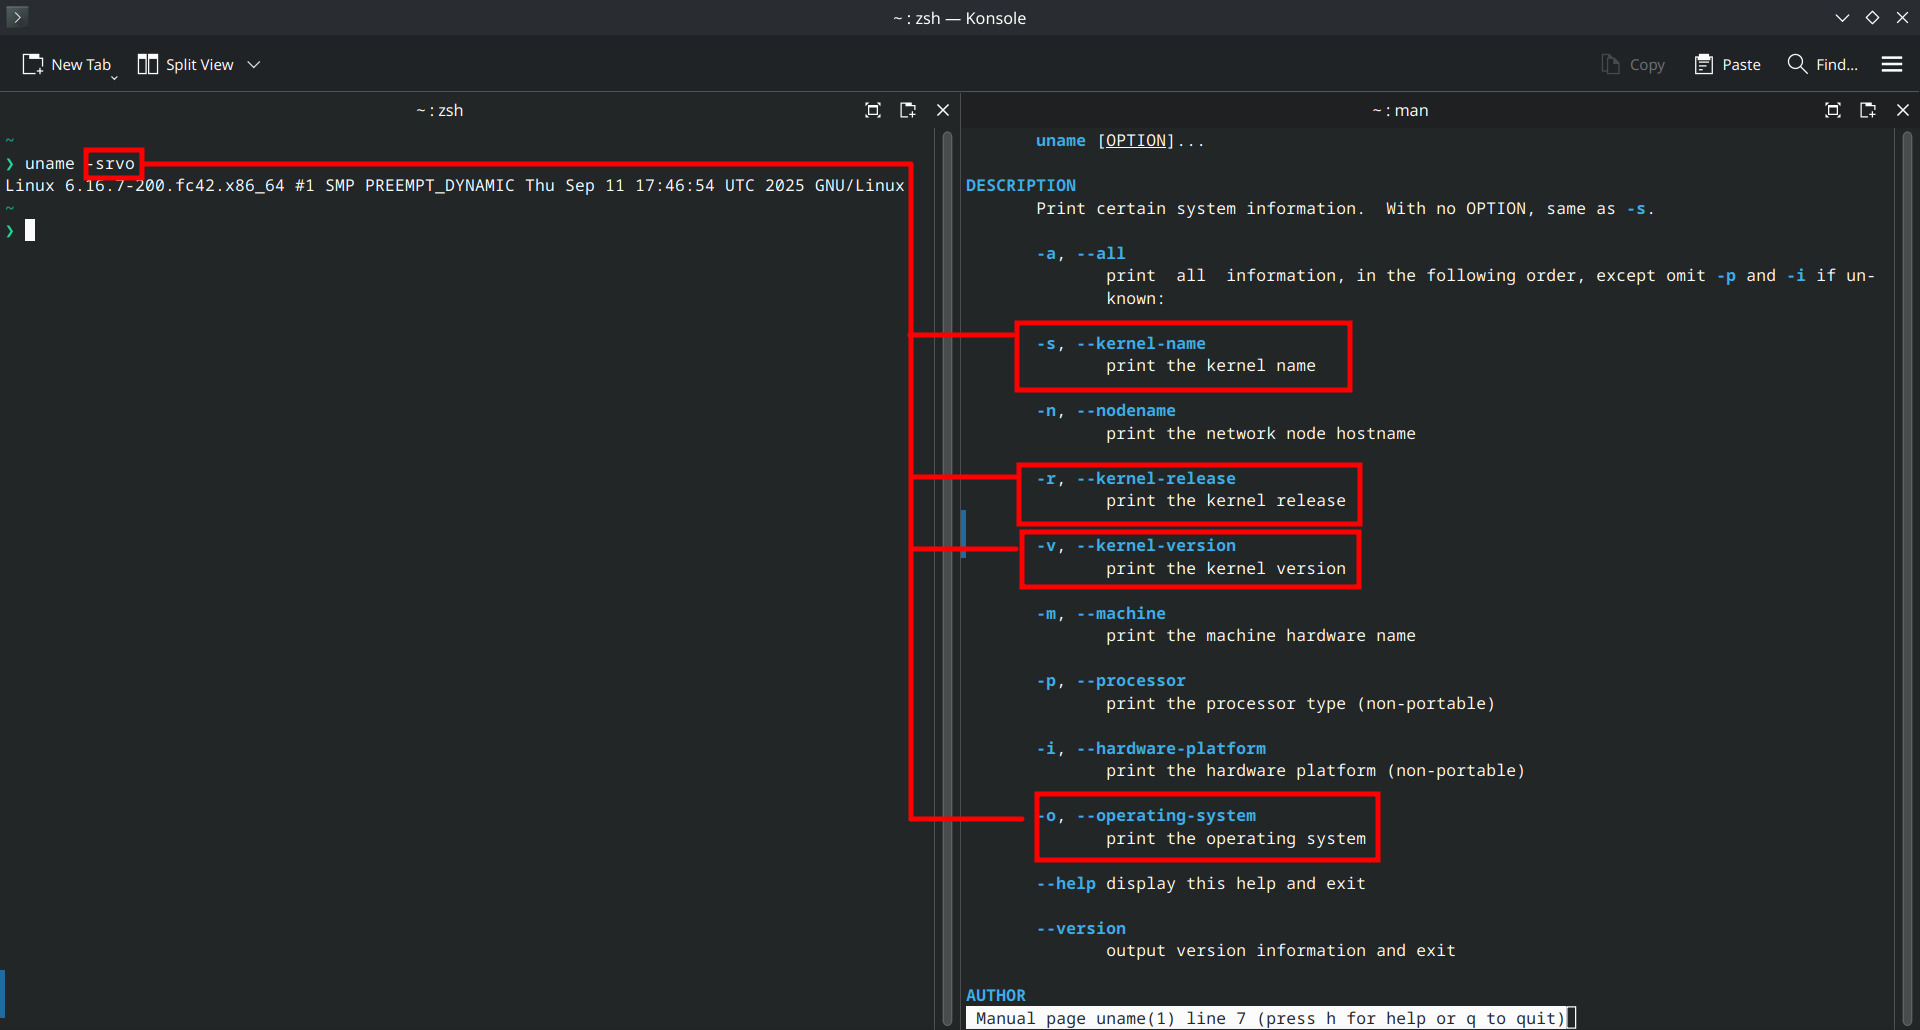 ~ : zsh — Konsole
New Tab
Split View
Copy
Paste
Find...
~ : zsh
~
❯ uname -srvo
Linux 6.16.7-200.fc42.x86_64 #1 SMP PREEMPT_DYNAMIC Thu Sep 11 17:46:54 UTC 2025 GNU/Linux
~
❯
~ : man
uname [OPTION]...
DESCRIPTION
Print certain system information.  With no OPTION, same as -s.
-a, --all
print  all  information, in the following order, except omit -p and -i if un-
known:
-s, --kernel-name
print the kernel name
-n, --nodename
print the network node hostname
-r, --kernel-release
print the kernel release
-v, --kernel-version
print the kernel version
-m, --machine
print the machine hardware name
-p, --processor
print the processor type (non-portable)
-i, --hardware-platform
print the hardware platform (non-portable)
-o, --operating-system
print the operating system
--help display this help and exit
--version
output version information and exit
AUTHOR
Manual page uname(1) line 7 (press h for help or q to quit)